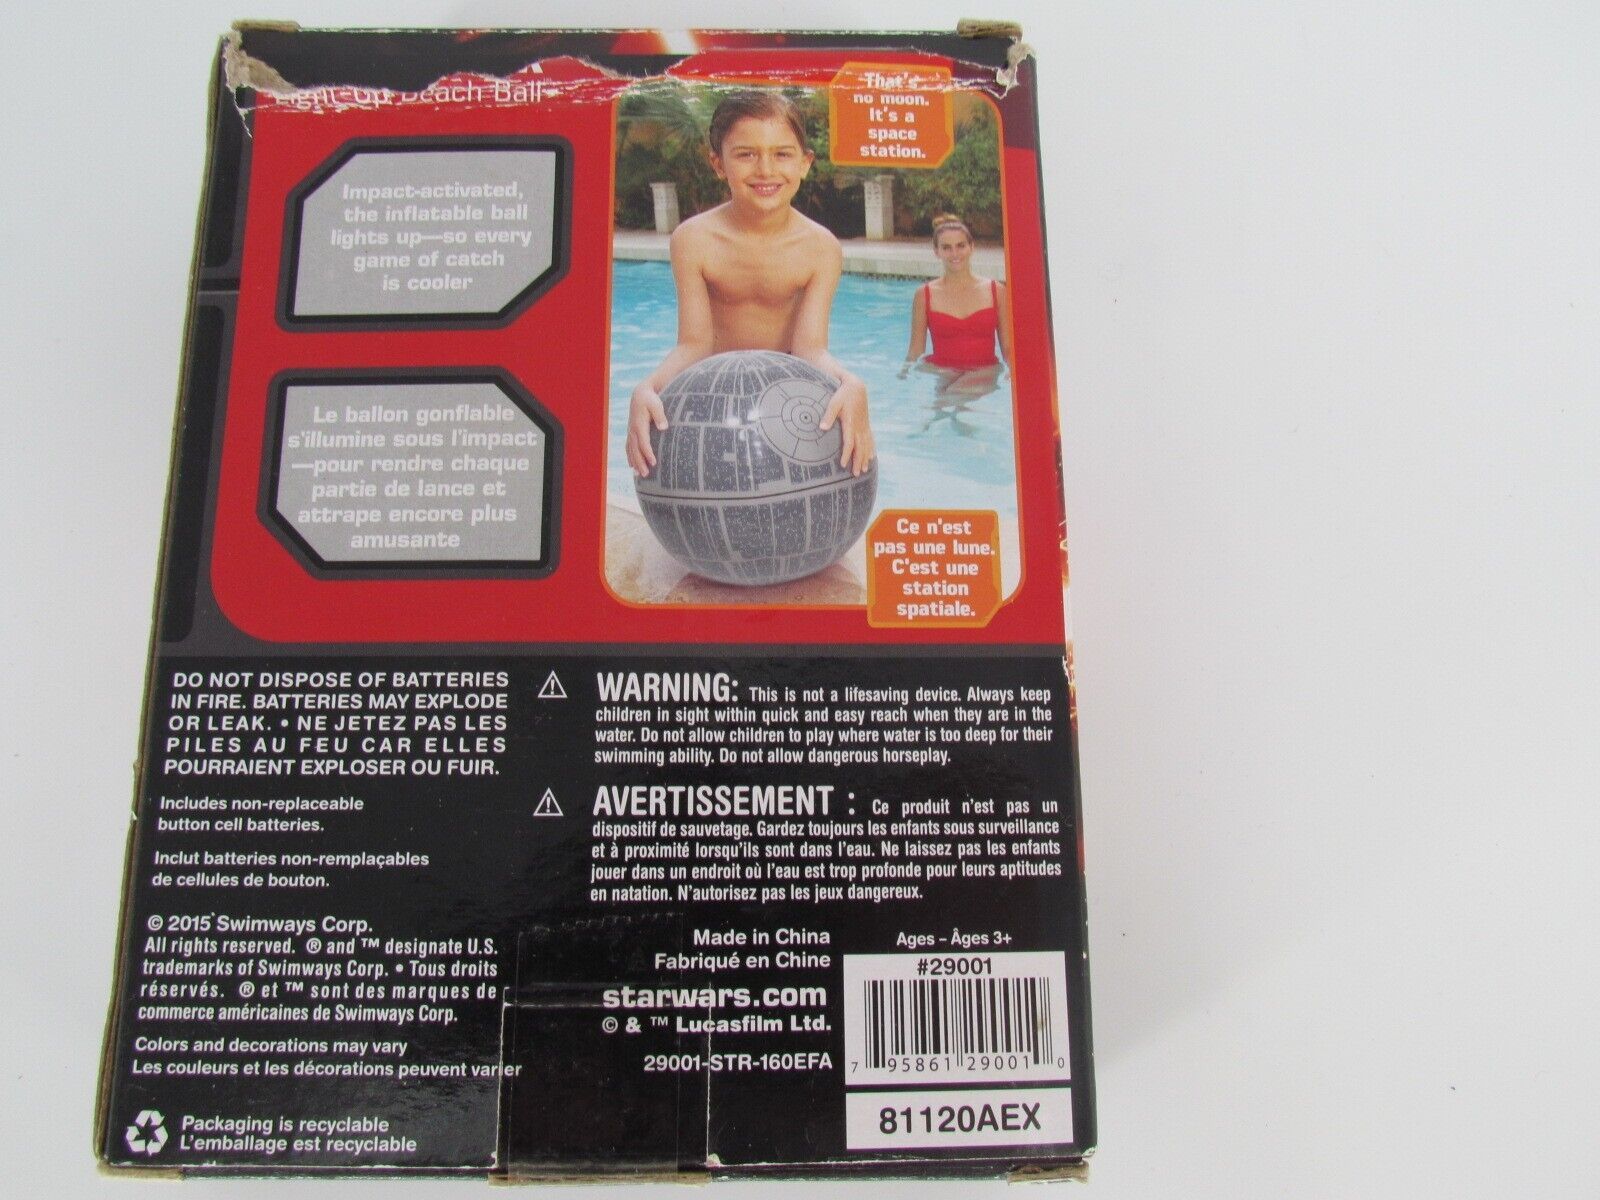 Light-Up Beach Ball
That's
no moon.
It's a
space
station.
Impact-activated,
the inflatable ball
lights up—so every
game of catch
is cooler
Le ballon gonflable
s'illumine sous l'impact
—pour rendre chaque
partie de lance et
attrape encore plus
amusante
Ce n'est
pas une lune.
C'est une
station
spatiale.
DO NOT DISPOSE OF BATTERIES
IN FIRE. BATTERIES MAY EXPLODE
OR LEAK. • NE JETEZ PAS LES
PILES AU FEU CAR ELLES
POURRAIENT EXPLOSER OU FUIR.
Includes non-replaceable
button cell batteries.
Inclut batteries non-remplaçables
de cellules de bouton.
© 2015 Swimways Corp.
All rights reserved. ® and ™ designate U.S.
trademarks of Swimways Corp. • Tous droits
réservés. ® et ™ sont des marques de
commerce américaines de Swimways Corp.
Colors and decorations may vary
Les couleurs et les décorations peuvent varier
Packaging is recyclable
L'emballage est recyclable
WARNING: This is not a lifesaving device. Always keep
children in sight within quick and easy reach when they are in the
water. Do not allow children to play where water is too deep for their
swimming ability. Do not allow dangerous horseplay.
AVERTISSEMENT : Ce produit n'est pas un
dispositif de sauvetage. Gardez toujours les enfants sous surveillance
et à proximité lorsqu'ils sont dans l'eau. Ne laissez pas les enfants
jouer dans un endroit où l'eau est trop profonde pour leurs aptitudes
en natation. N'autorisez pas les jeux dangereux.
Made in China
Fabriqué en Chine
starwars.com
© & ™ Lucasfilm Ltd.
29001-STR-160EFA
Ages – Âges 3+
#29001
7 95861 29001 0
81120AEX